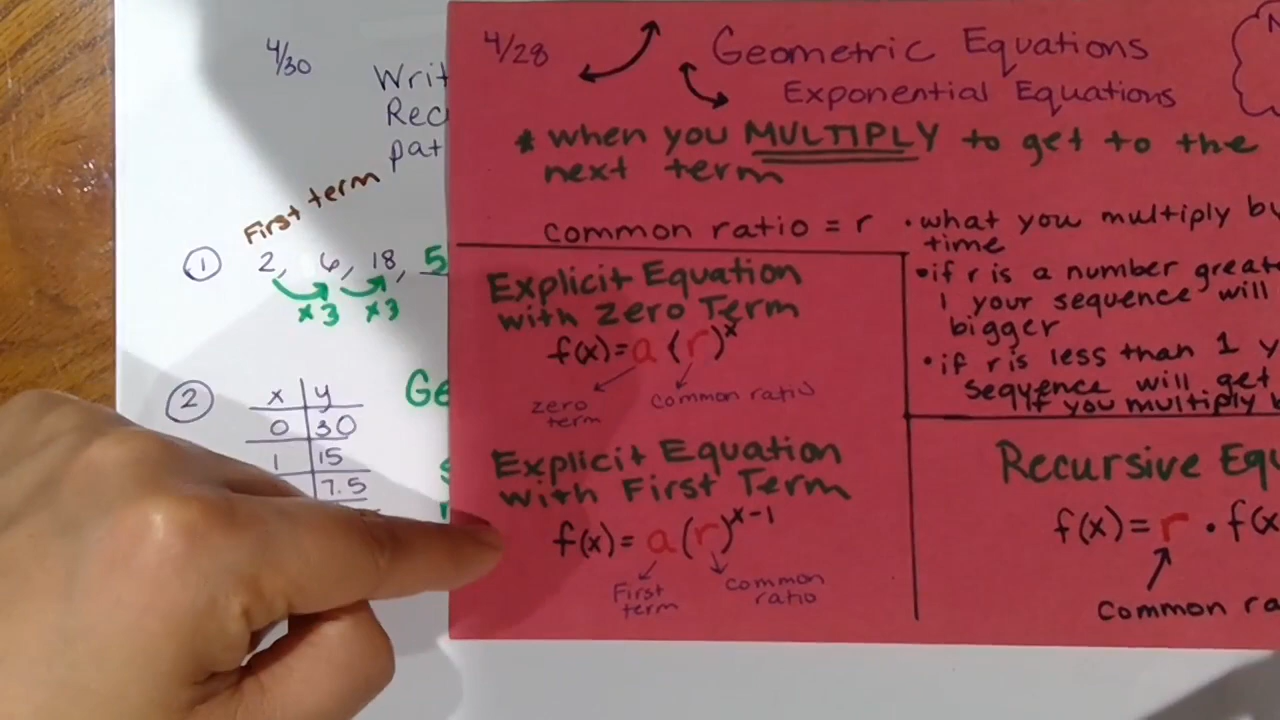 4/30
Writ
Rec
pat
First term
① 2, 6, 18, 5
×3 ×3
② x y
0 30
1 15
7.5
Ge
4/28
Geometric Equations
Exponential Equations
* when you MULTIPLY to get to the
next term
common ratio = r
• what you multiply by
time
• if r is a number great
1 your sequence will
bigger
• if r is less than 1 y
sequence will get
if you multiply
Explicit Equation
with Zero Term
f(x) = a (r)^x
zero
term
Common ratio
Explicit Equation
with First Term
f(x) = a (r)^x-1
First
term
common
ratio
Recursive Equ
f(x) = r • f(x
Common ra